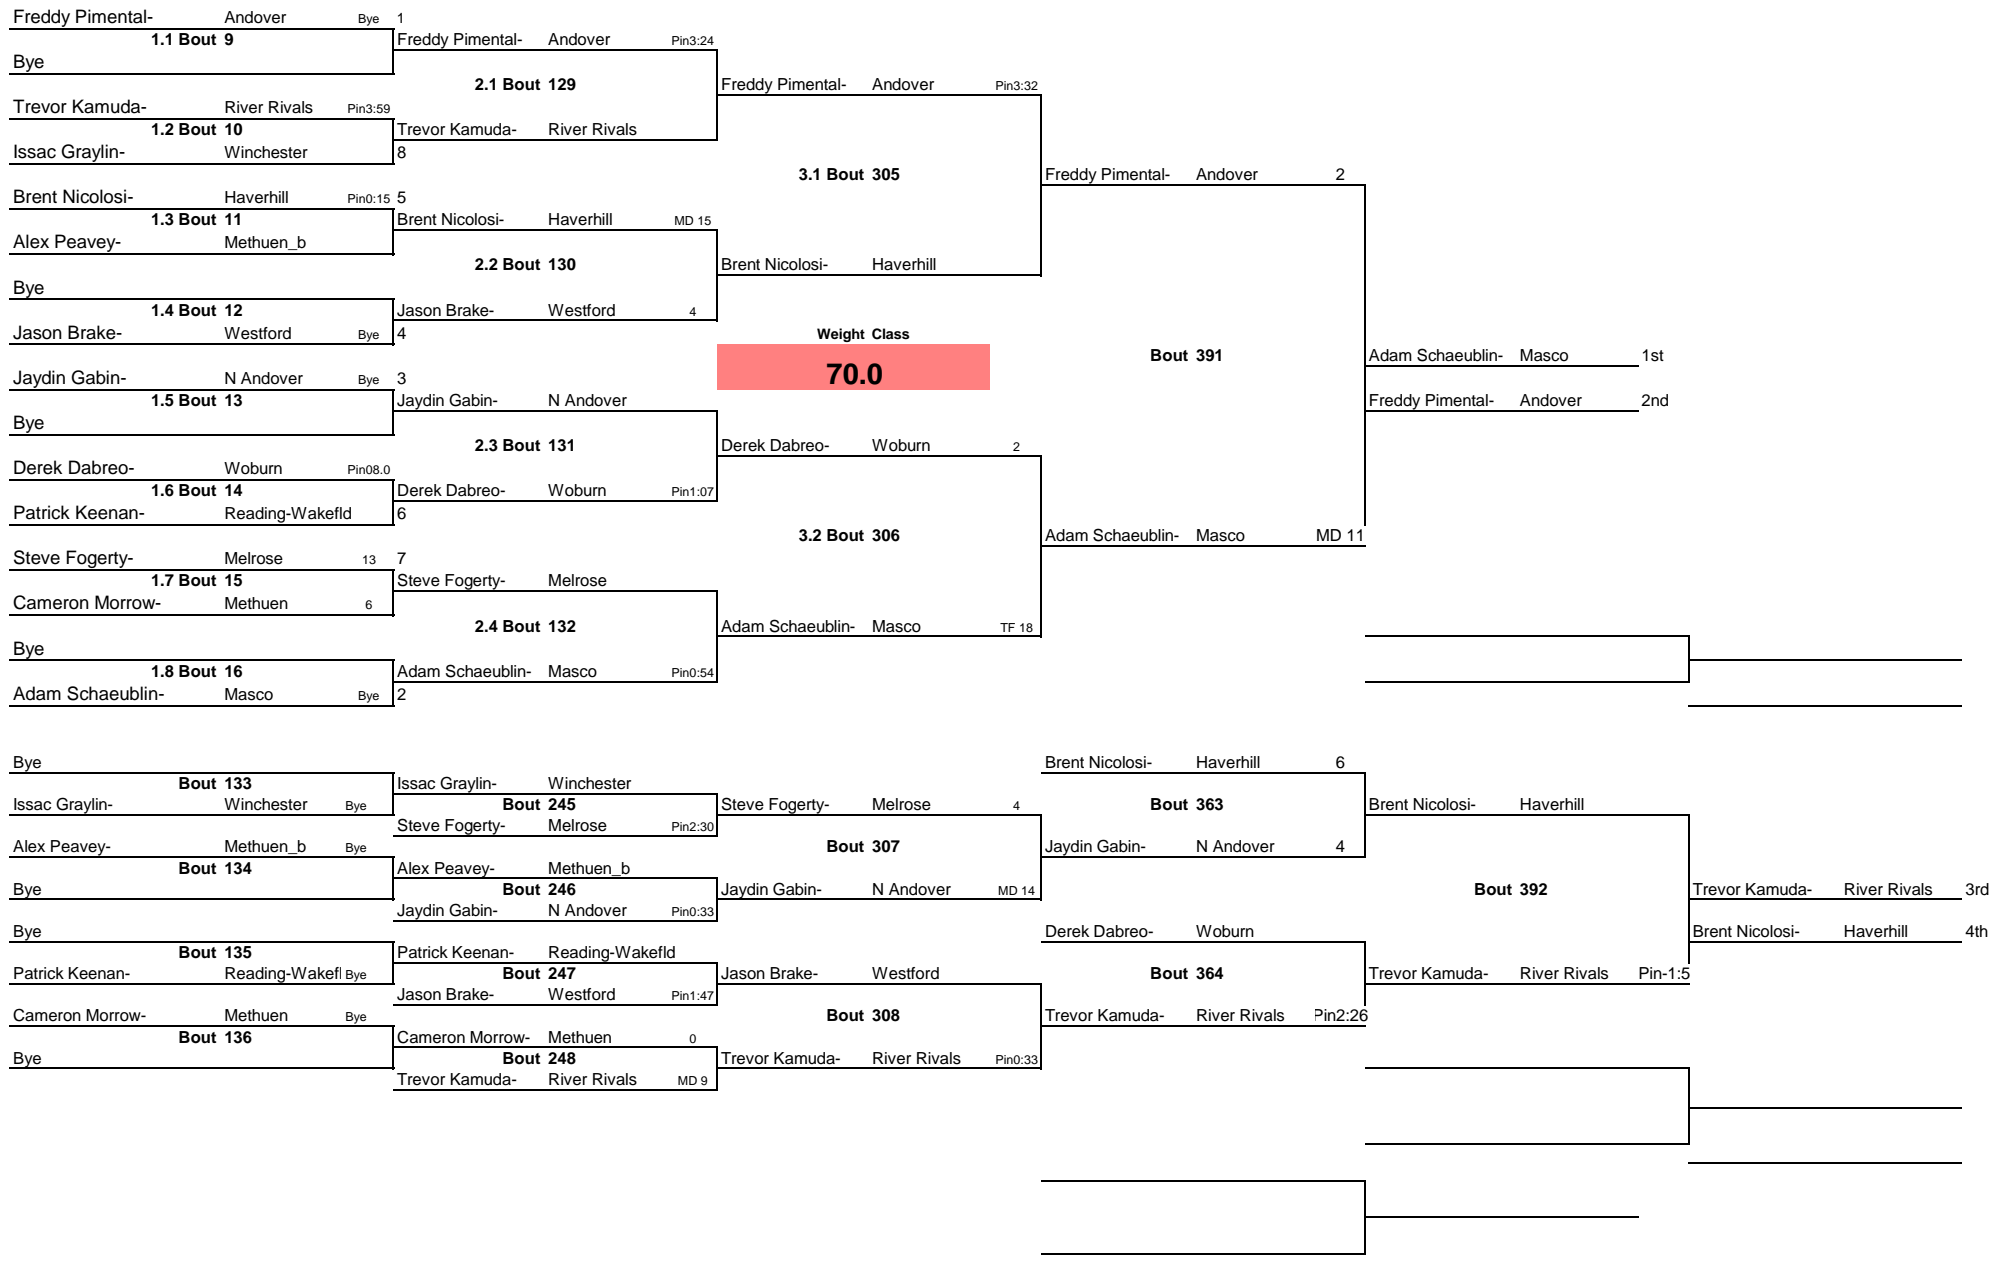 Freddy Pimental- Andover Bye 1
1.1 Bout 9 Freddy Pimental- Andover Pin3:24
Bye
2.1 Bout 129 Freddy Pimental- Andover Pin3:32
Trevor Kamuda- River Rivals Pin3:59
1.2 Bout 10 Trevor Kamuda- River Rivals
Issac Graylin- Winchester 8
3.1 Bout 305 Freddy Pimental- Andover 2
Brent Nicolosi- Haverhill Pin0:15 5
1.3 Bout 11 Brent Nicolosi- Haverhill MD 15
Alex Peavey- Methuen_b
2.2 Bout 130 Brent Nicolosi- Haverhill
Bye
1.4 Bout 12 Jason Brake- Westford 4
Jason Brake- Westford Bye 4 Weight Class
Bout 391 Adam Schaeublin- Masco 1st
70.0
Jaydin Gabin- N Andover Bye 3
1.5 Bout 13 Jaydin Gabin- N Andover Freddy Pimental- Andover 2nd
Bye
2.3 Bout 131 Derek Dabreo- Woburn 2
Derek Dabreo- Woburn Pin08.0
1.6 Bout 14 Derek Dabreo- Woburn Pin1:07
Patrick Keenan- Reading-Wakefld 6
3.2 Bout 306 Adam Schaeublin- Masco MD 11
Steve Fogerty- Melrose 13 7
1.7 Bout 15 Steve Fogerty- Melrose
Cameron Morrow- Methuen 6
2.4 Bout 132 Adam Schaeublin- Masco TF 18
Bye
1.8 Bout 16 Adam Schaeublin- Masco Pin0:54
Adam Schaeublin- Masco Bye 2
Bye Brent Nicolosi- Haverhill 6
Bout 133 Issac Graylin- Winchester
Issac Graylin- Winchester Bye Bout 245 Steve Fogerty- Melrose 4 Bout 363 Brent Nicolosi- Haverhill
Steve Fogerty- Melrose Pin2:30
Alex Peavey- Methuen_b Bye Bout 307 Jaydin Gabin- N Andover 4
Bout 134 Alex Peavey- Methuen_b
Bye Bout 246 Jaydin Gabin- N Andover MD 14 Bout 392 Trevor Kamuda- River Rivals 3rd
Jaydin Gabin- N Andover Pin0:33
Bye Derek Dabreo- Woburn Brent Nicolosi- Haverhill 4th
Bout 135 Patrick Keenan- Reading-Wakefld
Patrick Keenan- Reading-Wakefl Bye Bout 247 Jason Brake- Westford Bout 364 Trevor Kamuda- River Rivals Pin-1:5
Jason Brake- Westford Pin1:47
Cameron Morrow- Methuen Bye Bout 308 Trevor Kamuda- River Rivals Pin2:26
Bout 136 Cameron Morrow- Methuen 0
Bye Bout 248 Trevor Kamuda- River Rivals Pin0:33
Trevor Kamuda- River Rivals MD 9